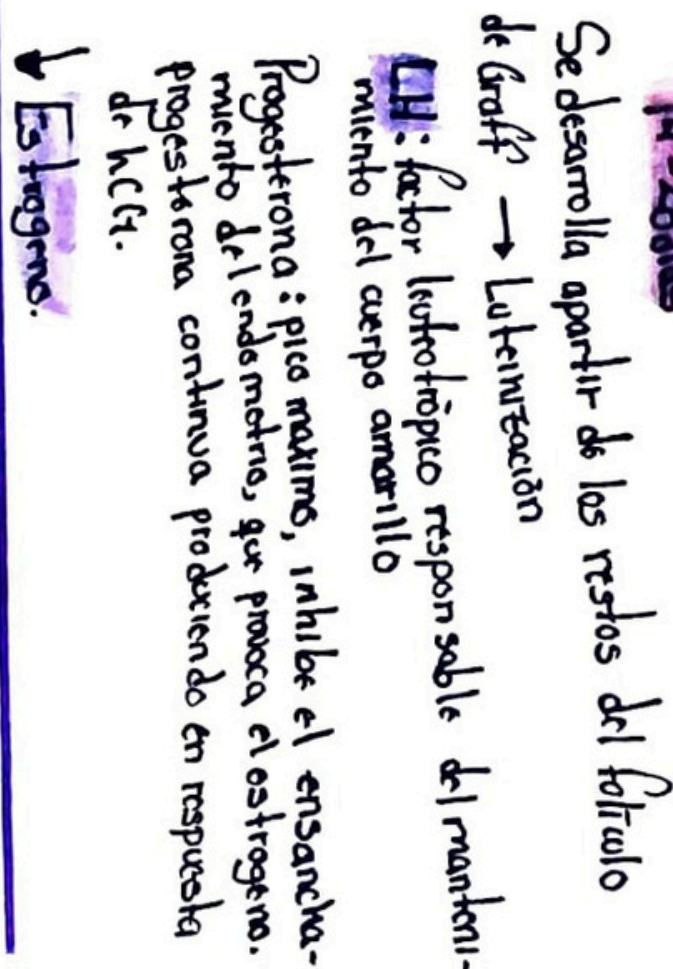 Se desarrolla apartir de los restos del folículo
de Graff → Luteinización
LH: factor leuteotrópico responsable del manteni-
miento del cuerpo amarillo
Progesterona: pico maximo, inhibe el ensancha-
miento del endometrio, que provoca el estrogeno.
progesterona continua produciendo en respuesta
de hCG.
↓ Estrogeno.